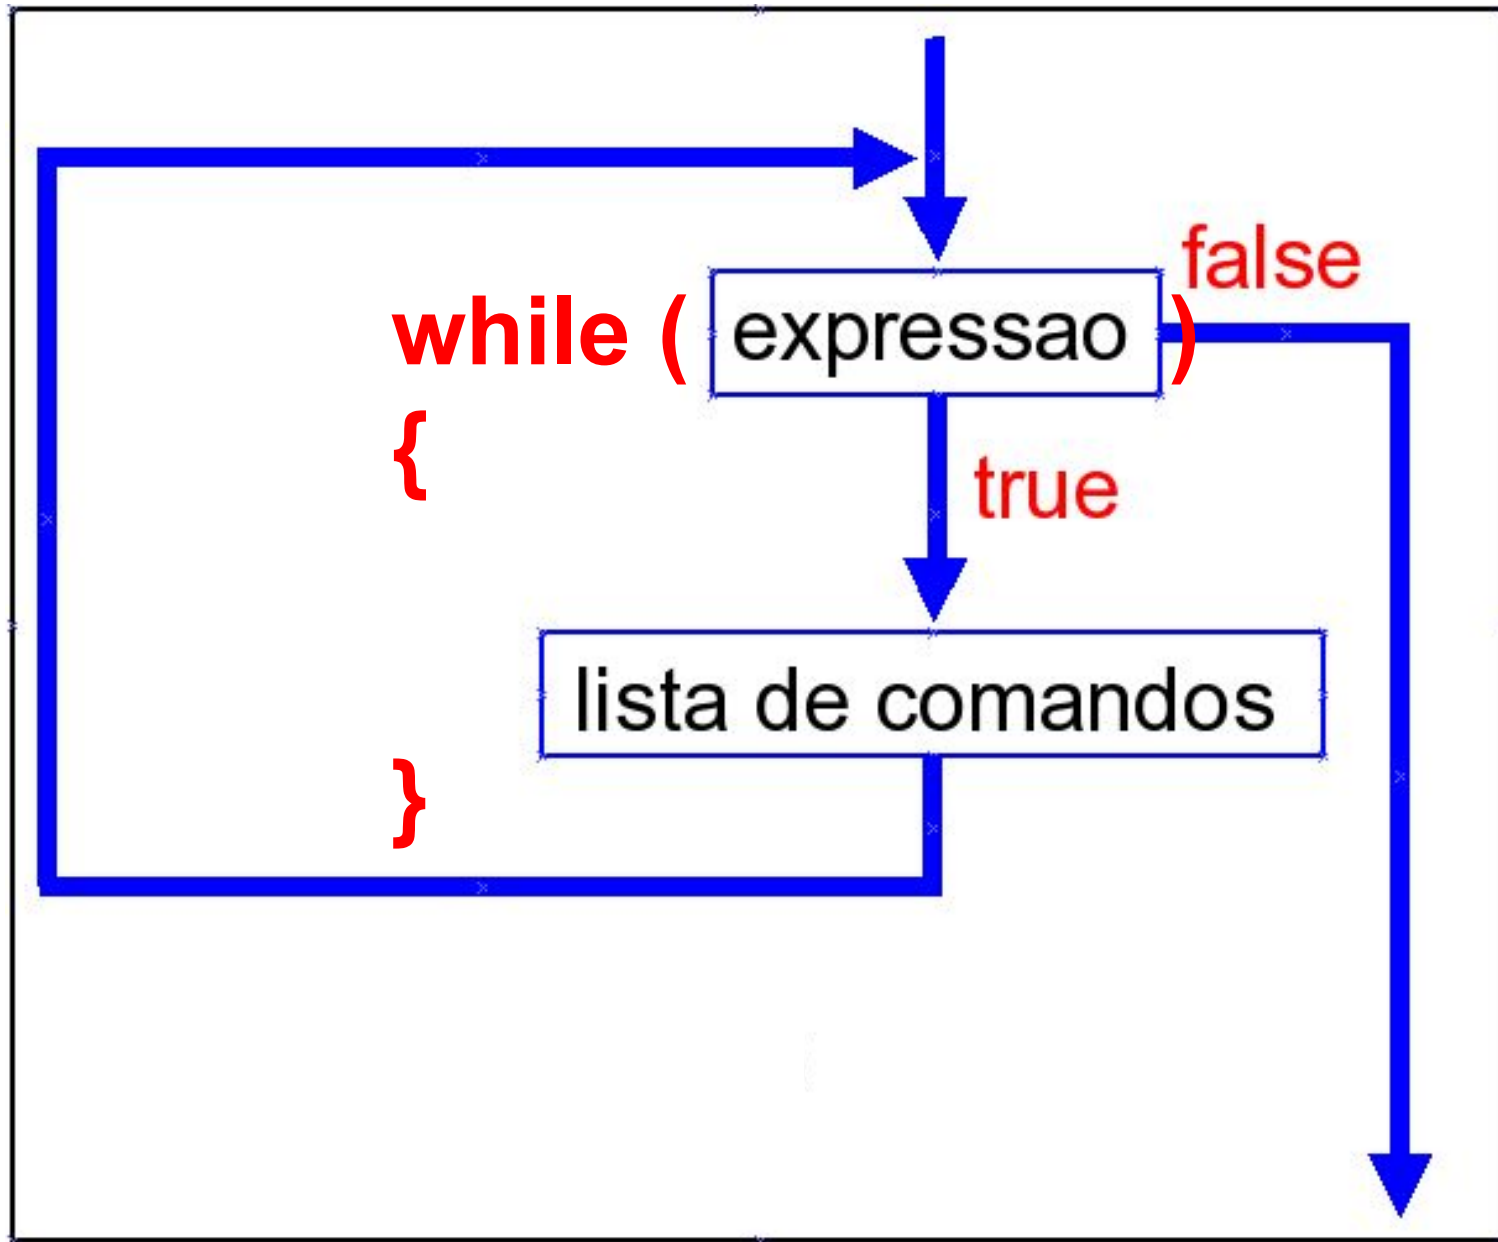 false
while ( expressao )
{
true
lista de comandos
}